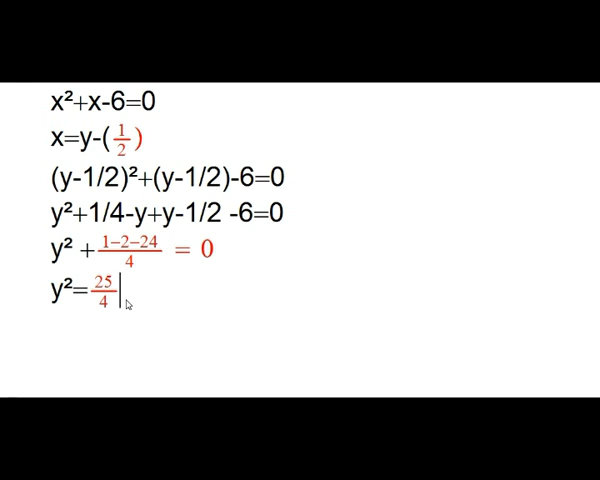 x²+x-6=0
x=y-(1/2)
(y-1/2)²+(y-1/2)-6=0
y²+1/4-y+y-1/2 -6=0
y² + (1−2−24)/4 = 0
y²=25/4